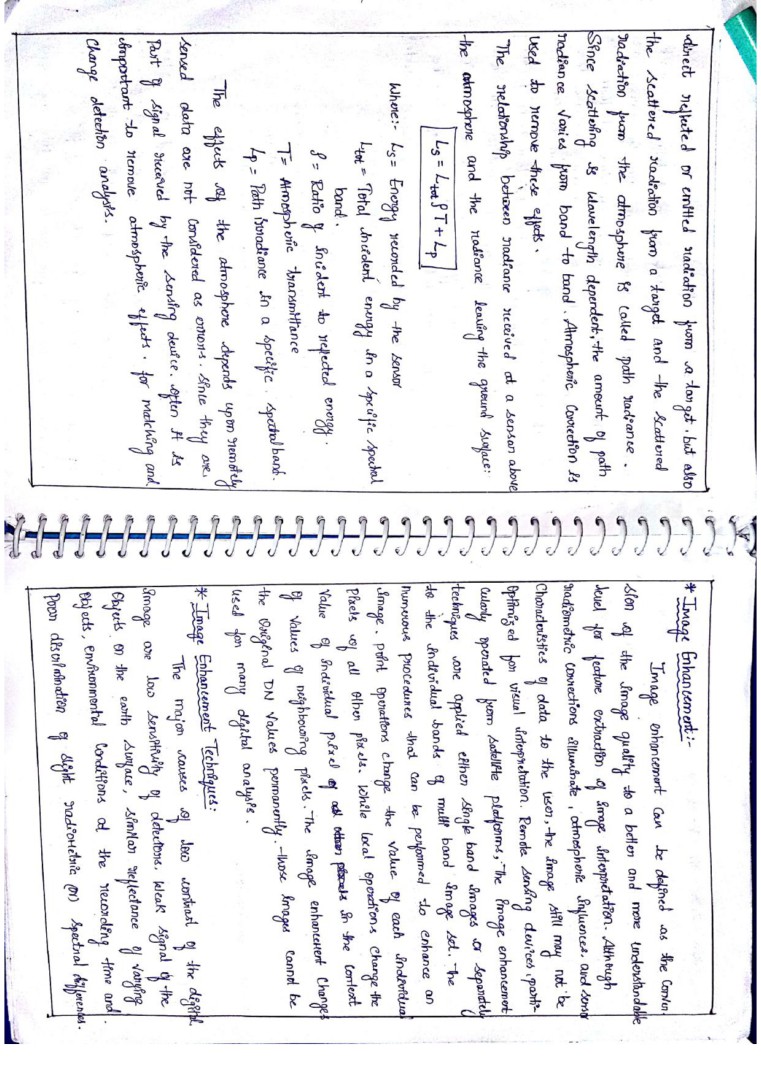 direct reflected or emitted radiation from a target. but also
the scattered radiation from a target and the scattered
radiation from the atmosphere is called path radiance.
Since scattering is wavelength dependent, the amount of path
radiance varies from band to band. Atmospheric Correction is
used to remove these effects.
The relationship between radiance received at a sensor above
the atmosphere and the radiance leaving the ground surface:
Ls = Ltot ρ T + Lp
Where:- Ls = Energy recorded by the sensor
Ltot = Total incident energy in a specific spectral
band.
ρ = Ratio of incident to reflected energy.
T = Atmospheric transmittance
Lp = Path irradiance in a specific spectral band.
The effects of the atmosphere depends upon remotely
sensed data are not considered as errors. Since they are,
Part of signal received by the sensing device. often it is
important to remove atmospheric effects. for matching and
Change detection analysis.
* Image Enhancement:-
Image enhancement can be defined as the Conver-
sion of the image quality to a better and more understandable
level for feature extraction of image interpretation. Although
radiometric corrections illuminate, atmospheric influences, and sensor
Characteristics of data to the user, the image still may not be
optimized for visual interpretation. Remote sensing devices, parti-
cularly operated from satellite platforms, The image enhancement
techniques were applied either single band images or separately
to the individual bands of multi band image set. The
numerous procedures that can be performed to enhance an
image. point operations change the value of each individual
pixels of all other pixels. While local operations change the
Value of individual pixel in the context
of values of neighbouring pixels. The image enhancement Changes
the Original DN Values permanently. those images cannot be
used for many digital analysis.
* Image Enhancement Techniques:
The major causes of low contrast of the digital
image are low sensitivity of detectors, Weak signal of the
Objects on the earth surface, similar reflectance of varying
Objects, environmental Conditions at the recording time and
Poor discrimination of slight radiometric (or) spectral differences.